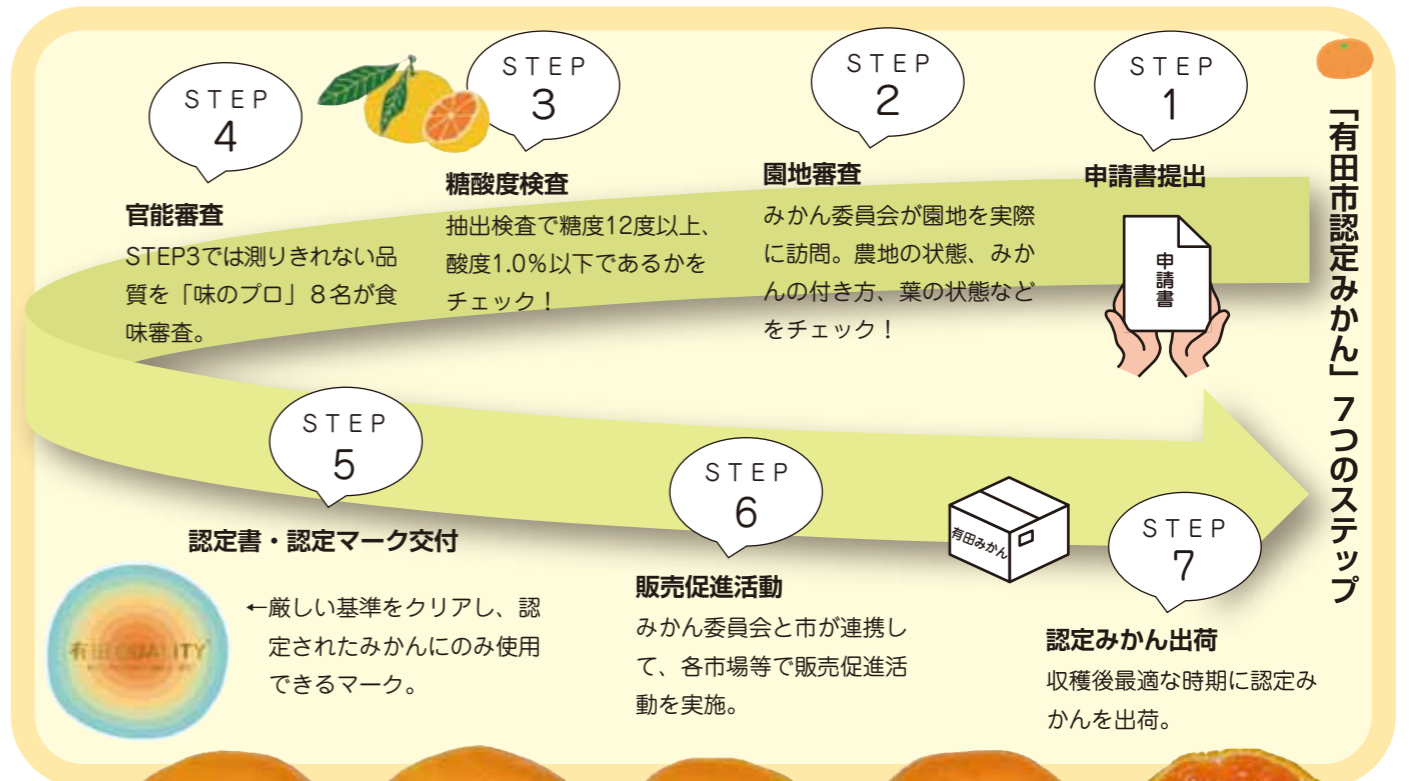 「有田市認定みかん」7つのステップ
STEP
1
申請書提出
申請書
STEP
2
園地審査
みかん委員会が園地を実際
に訪問。農地の状態、みか
んの付き方、葉の状態など
をチェック！
STEP
3
糖酸度検査
抽出検査で糖度12度以上、
酸度1.0％以下であるかを
チェック！
STEP
4
官能審査
STEP3では測りきれない品
質を「味のプロ」８名が食
味審査。
STEP
5
認定書・認定マーク交付
有田QUALITY
←厳しい基準をクリアし、認
定されたみかんにのみ使用
できるマーク。
STEP
6
販売促進活動
みかん委員会と市が連携し
て、各市場等で販売促進活
動を実施。
有田みかん
STEP
7
認定みかん出荷
収穫後最適な時期に認定み
かんを出荷。